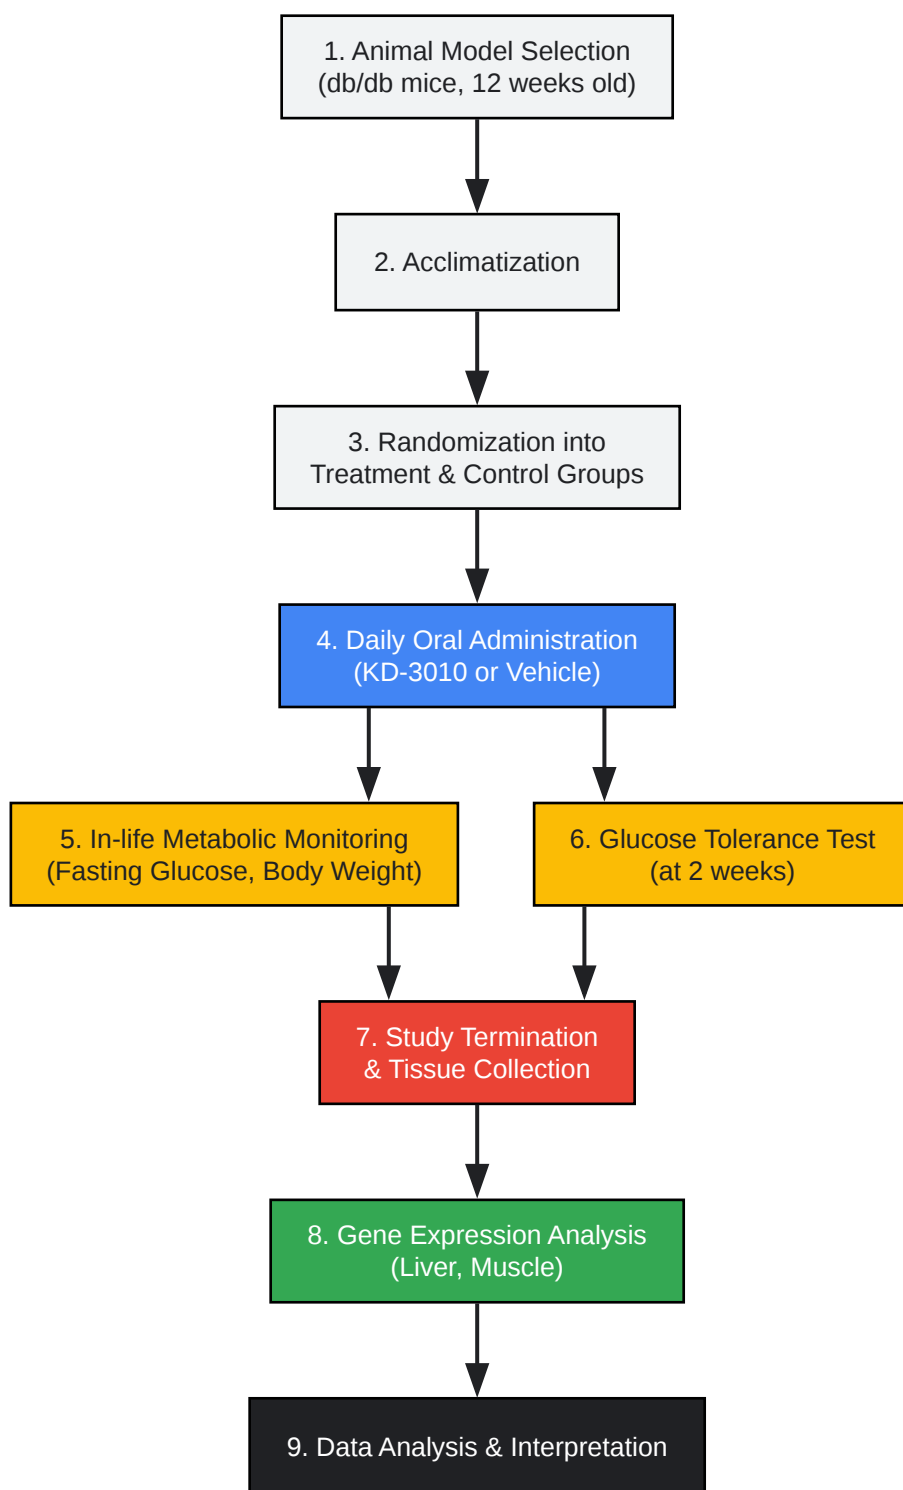 1. Animal Model Selection
(db/db mice, 12 weeks old)
2. Acclimatization
3. Randomization into
Treatment & Control Groups
4. Daily Oral Administration
(KD-3010 or Vehicle)
5. In-life Metabolic Monitoring
(Fasting Glucose, Body Weight)
6. Glucose Tolerance Test
(at 2 weeks)
7. Study Termination
& Tissue Collection
8. Gene Expression Analysis
(Liver, Muscle)
9. Data Analysis & Interpretation